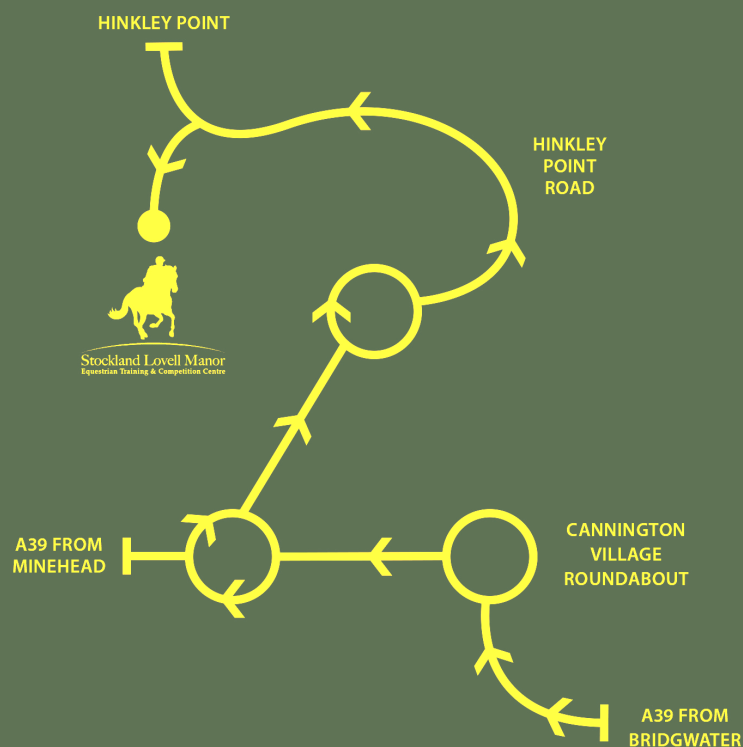 HINKLEY POINT
HINKLEY
POINT
ROAD
Stockland Lovell Manor
Equestrian Training & Competition Centre
A39 FROM
MINEHEAD
CANNINGTON
VILLAGE
ROUNDABOUT
A39 FROM
BRIDGWATER